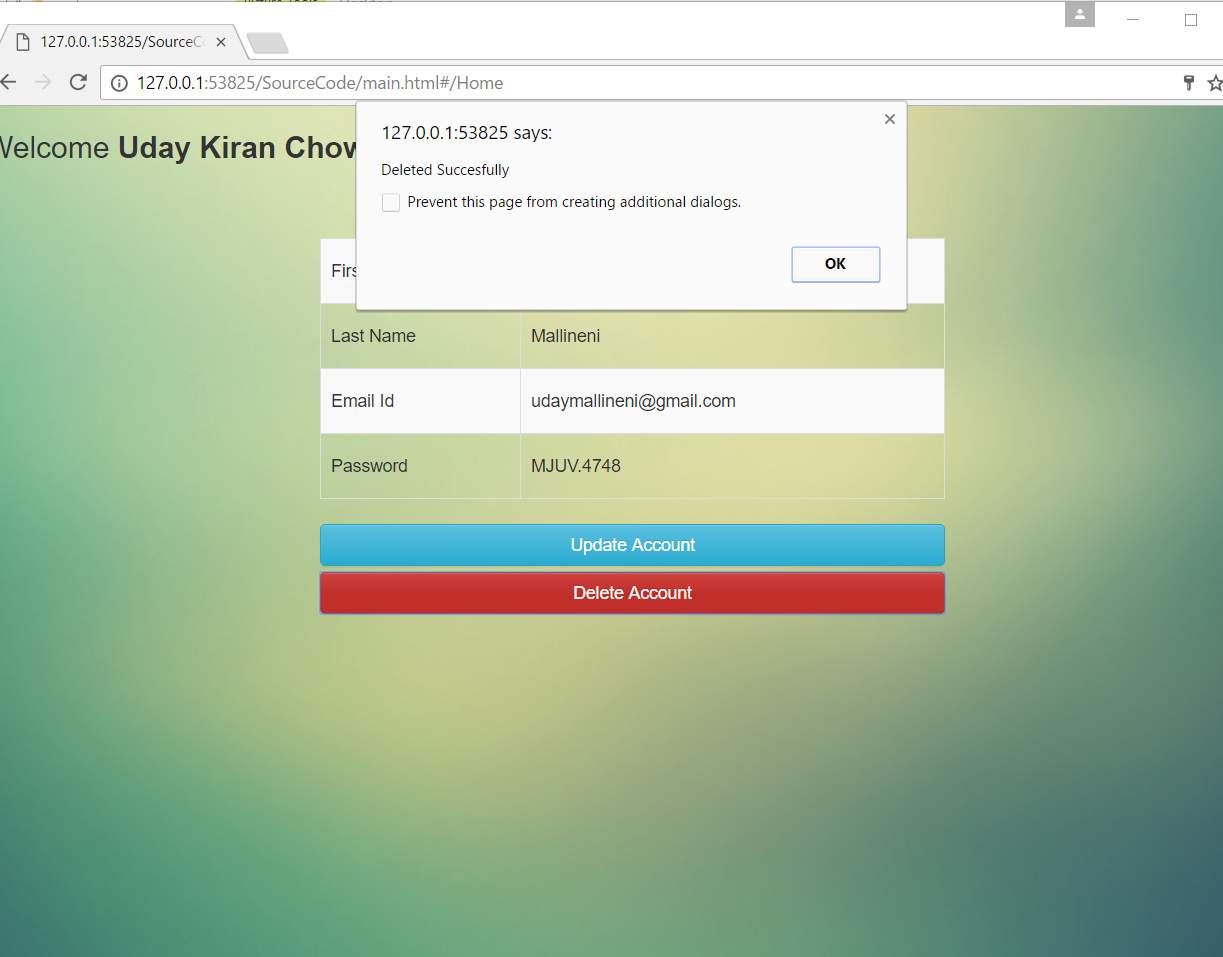 127.0.0.1:53825/SourceC
127.0.0.1:53825/SourceCode/main.html#/Home
Welcome Uday Kiran Chow
127.0.0.1:53825 says:
Deleted Succesfully
Prevent this page from creating additional dialogs.
OK
Firs
Last Name Mallineni
Email Id udaymallineni@gmail.com
Password MJUV.4748
Update Account
Delete Account